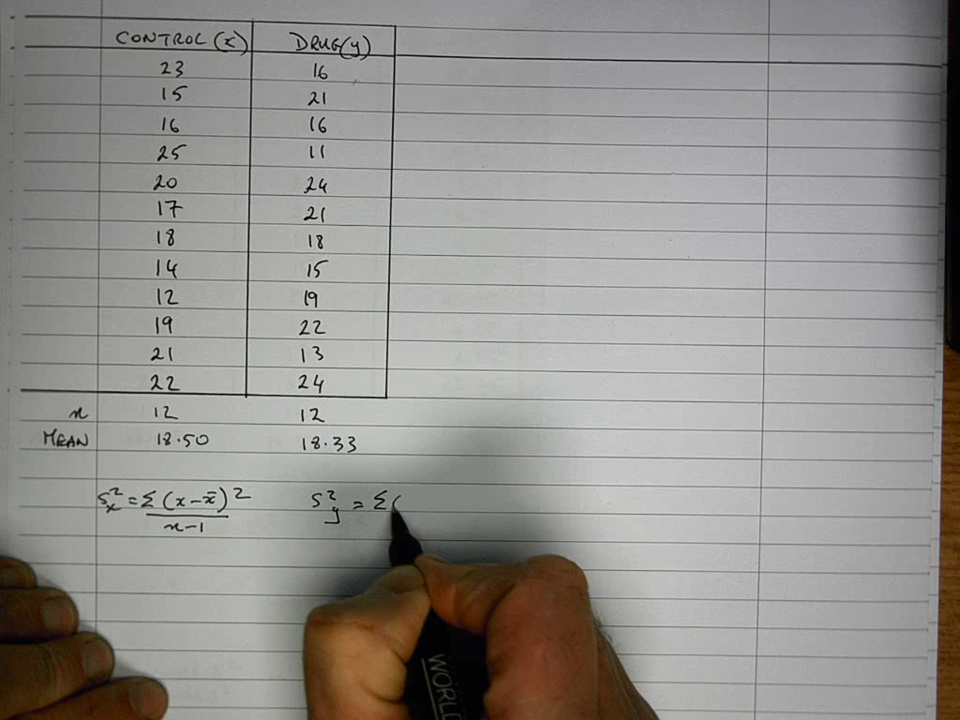 CONTROL (x) DRUG(y)
23 16
15 21
16 16
25 11
20 24
17 21
18 18
14 15
12 19
19 22
21 13
22 24
n 12 12
MEAN 18.50 18.33
S²ₓ = Σ(x-x̄)² S²y = Σ(
n-1
WORLD